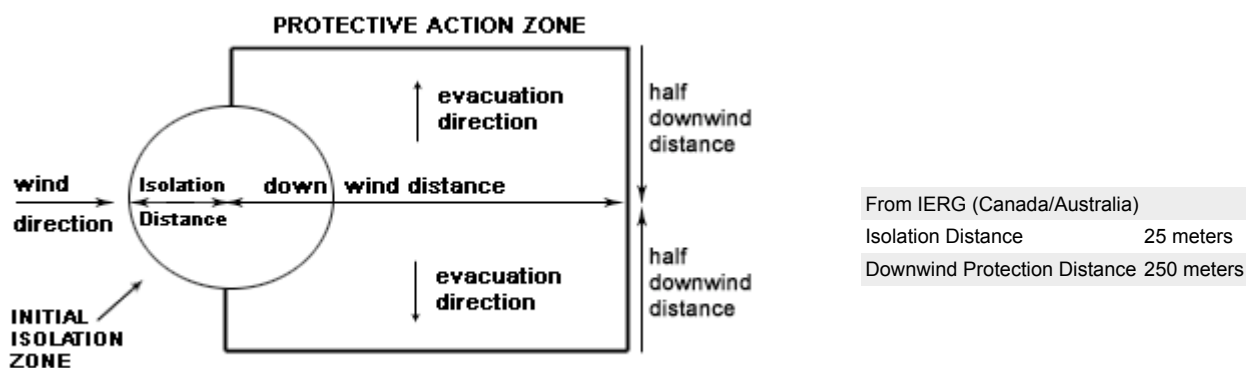 PROTECTIVE ACTION ZONE
evacuation
direction
half
downwind
distance
wind
direction
Isolation
Distance
down wind distance
evacuation
direction
half
downwind
distance
INITIAL
ISOLATION
ZONE
From IERG (Canada/Australia)
Isolation Distance 25 meters
Downwind Protection Distance 250 meters